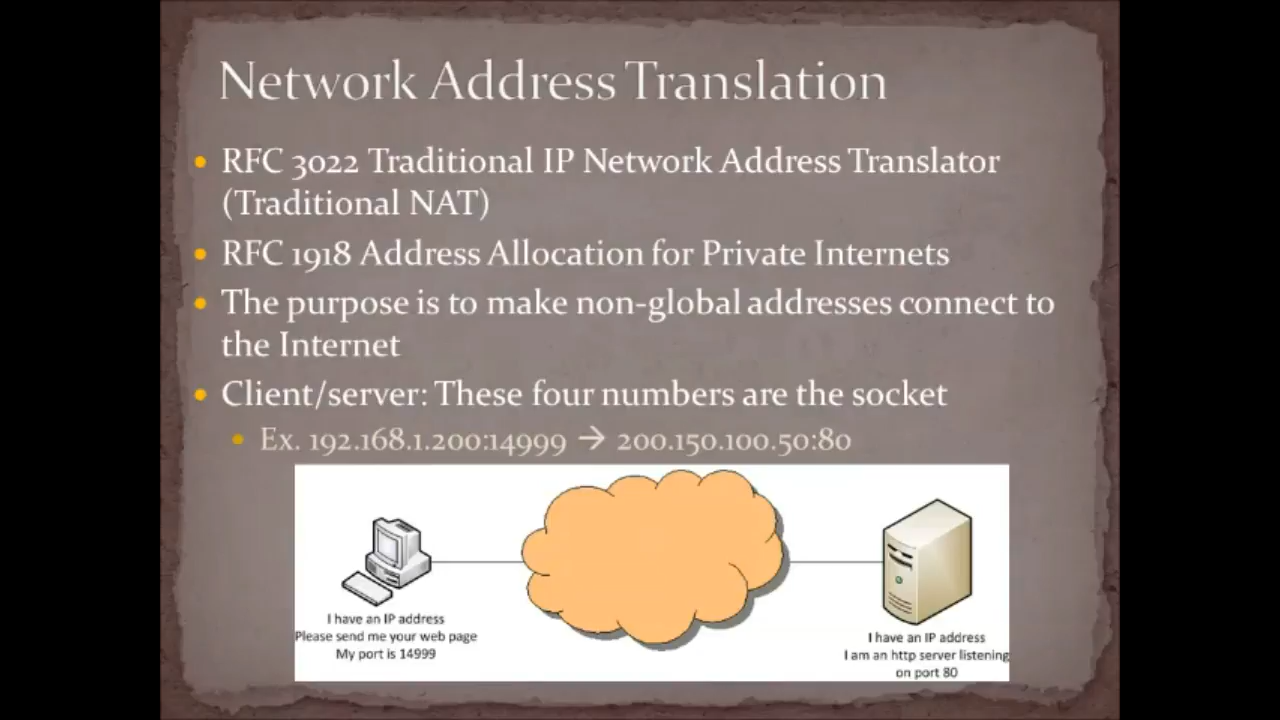 Network Address Translation
RFC 3022 Traditional IP Network Address Translator
(Traditional NAT)
RFC 1918 Address Allocation for Private Internets
The purpose is to make non-global addresses connect to
the Internet
Client/server: These four numbers are the socket
Ex. 192.168.1.200:14999 → 200.150.100.50:80
I have an IP address
Please send me your web page
My port is 14999
I have an IP address
I am an http server listening
on port 80